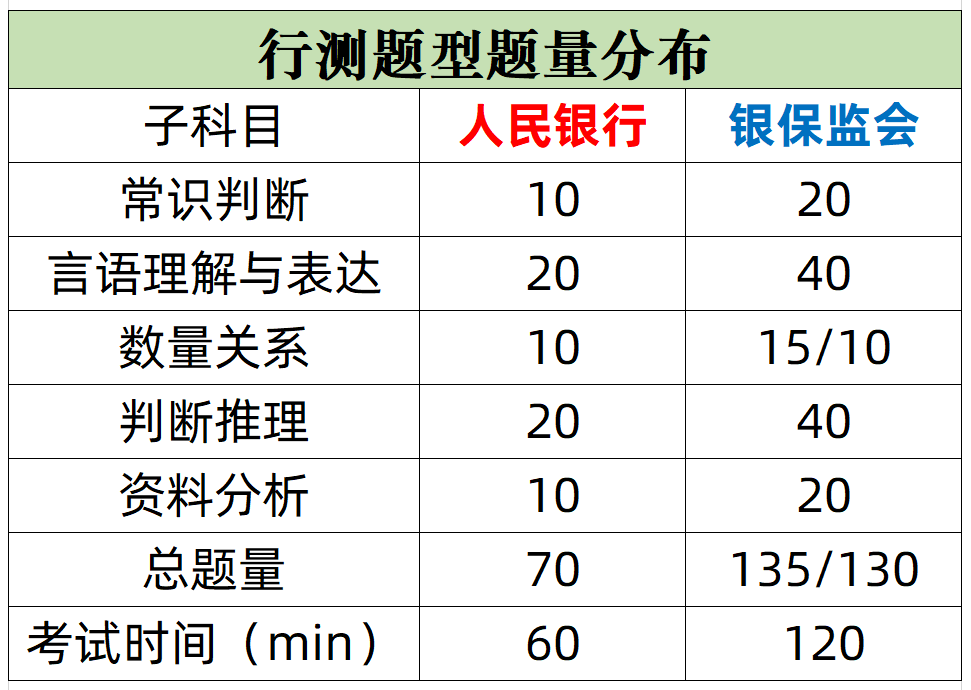 行测题型题量分布
子科目 人民银行 银保监会
常识判断 10 20
言语理解与表达 20 40
数量关系 10 15/10
判断推理 20 40
资料分析 10 20
总题量 70 135/130
考试时间（min） 60 120